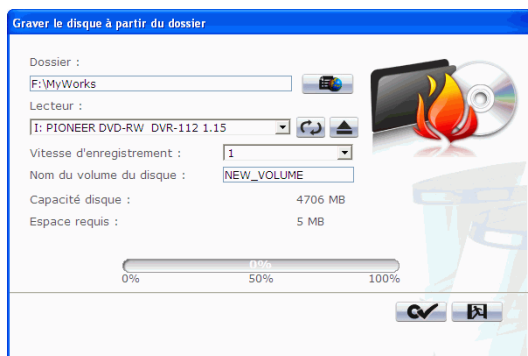 Graver le disque à partir du dossier
Dossier :
F:\MyWorks
Lecteur :
I: PIONEER DVD-RW DVR-112 1.15
Vitesse d'enregistrement : 1
Nom du volume du disque : NEW_VOLUME
Capacité disque : 4706 MB
Espace requis : 5 MB
0%
0% 50% 100%